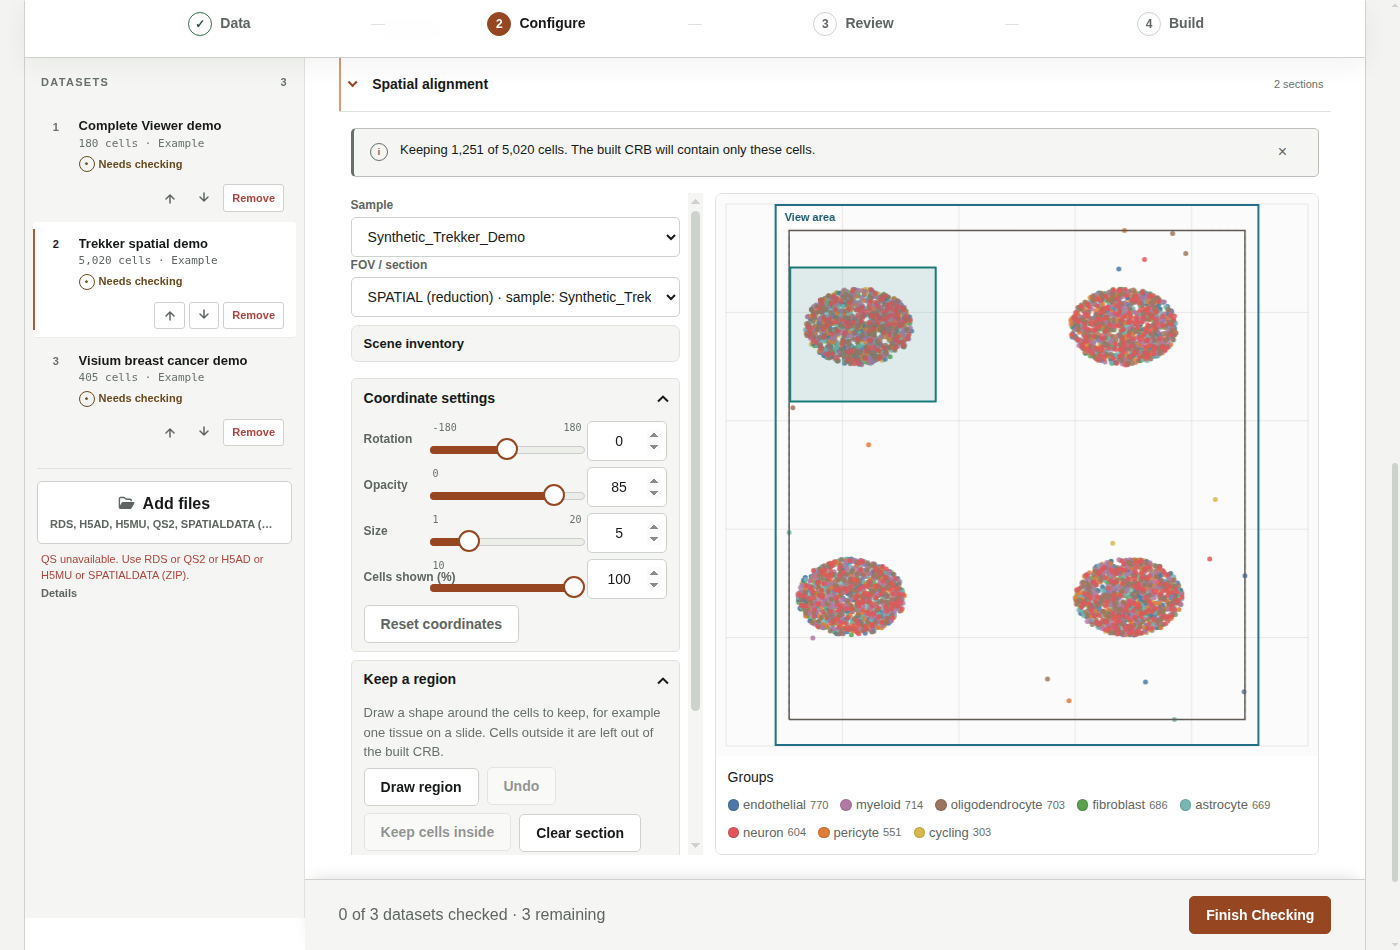 ✓ Data
2 Configure
3 Review
4 Build
DATASETS 3
1 Complete Viewer demo
180 cells · Example
Needs checking
Remove
2 Trekker spatial demo
5,020 cells · Example
Needs checking
Remove
3 Visium breast cancer demo
405 cells · Example
Needs checking
Remove
Add files
RDS, H5AD, H5MU, QS2, SPATIALDATA (…
QS unavailable. Use RDS or QS2 or H5AD or
H5MU or SPATIALDATA (ZIP).
Details
Spatial alignment 2 sections
i Keeping 1,251 of 5,020 cells. The built CRB will contain only these cells. ×
Sample
Synthetic_Trekker_Demo
FOV / section
SPATIAL (reduction) · sample: Synthetic_Trek
Scene inventory
Coordinate settings
-180 180
Rotation 0
0
Opacity 85
1 20
Size 5
10
Cells shown (%) 100
Reset coordinates
Keep a region
Draw a shape around the cells to keep, for example
one tissue on a slide. Cells outside it are left out of
the built CRB.
Draw region Undo
Keep cells inside Clear section
View area
Groups
endothelial 770 myeloid 714 oligodendrocyte 703 fibroblast 686 astrocyte 669
neuron 604 pericyte 551 cycling 303
0 of 3 datasets checked · 3 remaining
Finish Checking